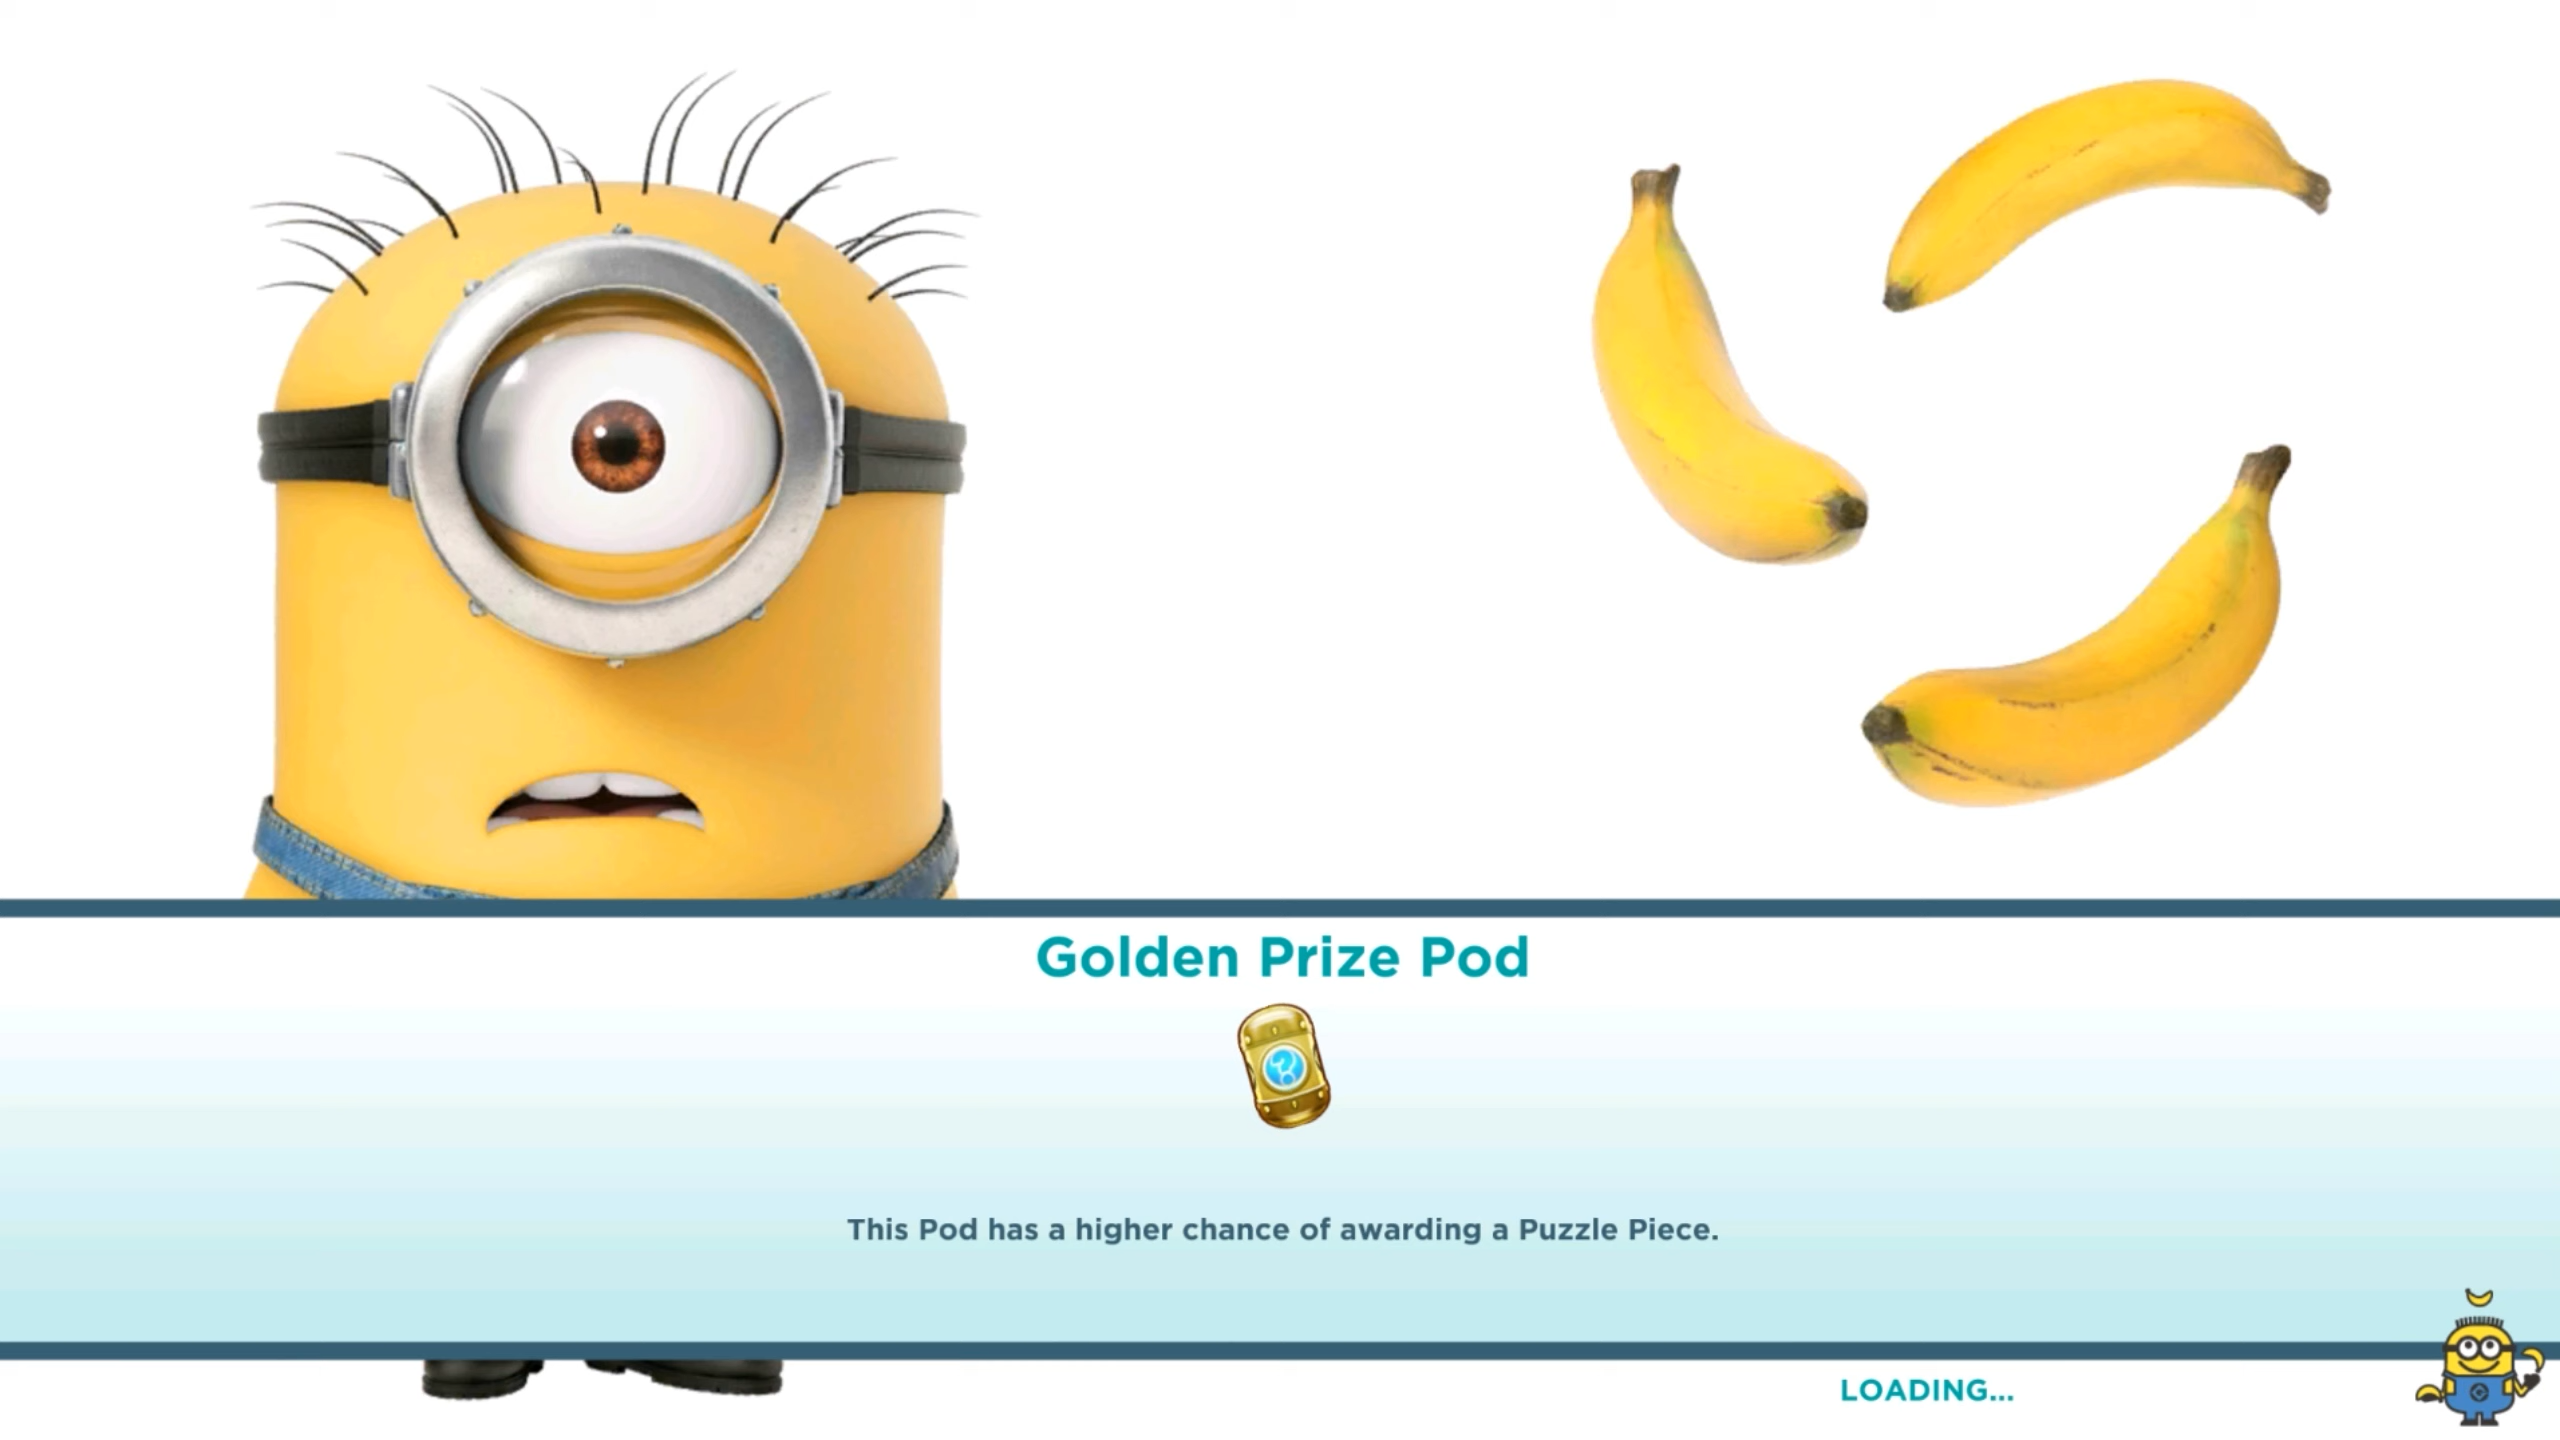 Golden Prize Pod
This Pod has a higher chance of awarding a Puzzle Piece.
LOADING...